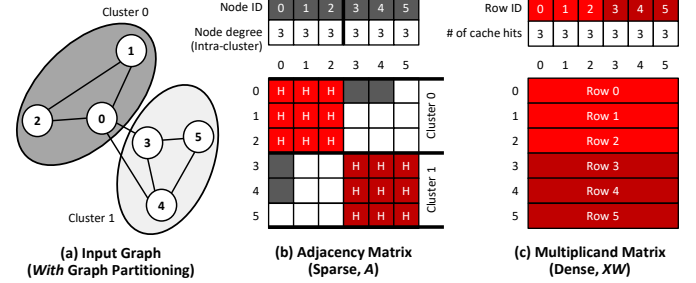 Cluster 0
1
2
0
3
5
4
Cluster 1
(a) Input Graph
(With Graph Partitioning)
Node ID 0 1 2 3 4 5
Node degree
(Intra-cluster)
3 3 3 3 3 3
0 1 2 3 4 5
0 H H H
1 H H H
2 H H H
Cluster 0
3 H H H
4 H H H
5 H H H
Cluster 1
(b) Adjacency Matrix
(Sparse, A)
Row ID 0 1 2 3 4 5
# of cache hits 3 3 3 3 3 3
0 1 2 3 4 5
0 Row 0
1 Row 1
2 Row 2
3 Row 3
4 Row 4
5 Row 5
(c) Multiplicand Matrix
(Dense, XW)